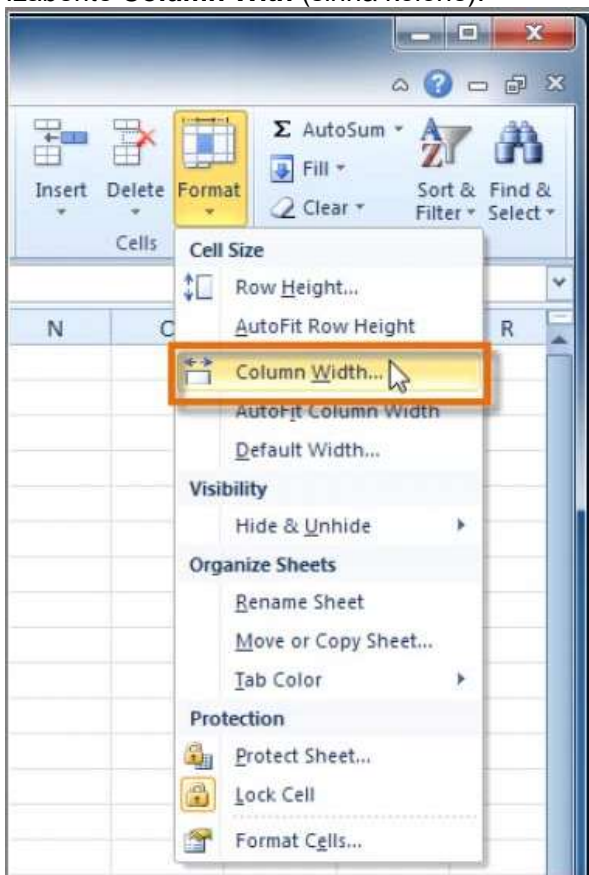 Σ AutoSum
Fill
Clear
Insert
Delete
Format
Sort &
Filter
Find &
Select
Cells
Cell Size
Row Height...
AutoFit Row Height
N
R
Column Width...
AutoFit Column Width
Default Width...
Visibility
Hide & Unhide
Organize Sheets
Rename Sheet
Move or Copy Sheet...
Tab Color
Protection
Protect Sheet...
Lock Cell
Format Cells...